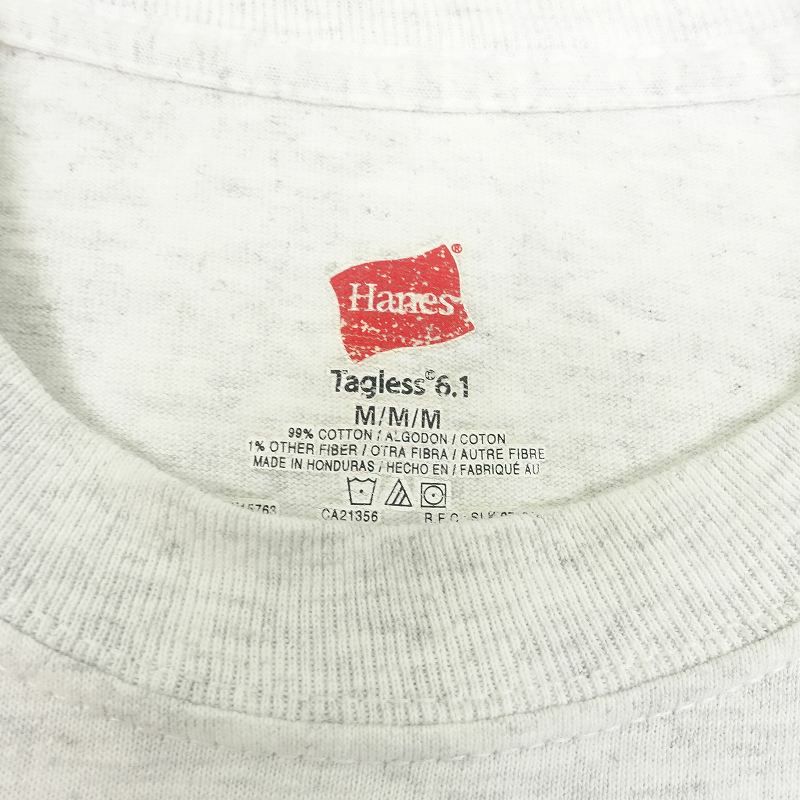 Hanes®
Tagless® 6.1
M/M/M
99% COTTON / ALGODON / COTON
1% OTHER FIBER / OTRA FIBRA / AUTRE FIBRE
MADE IN HONDURAS / HECHO EN / FABRIQUÉ AU
CA21356